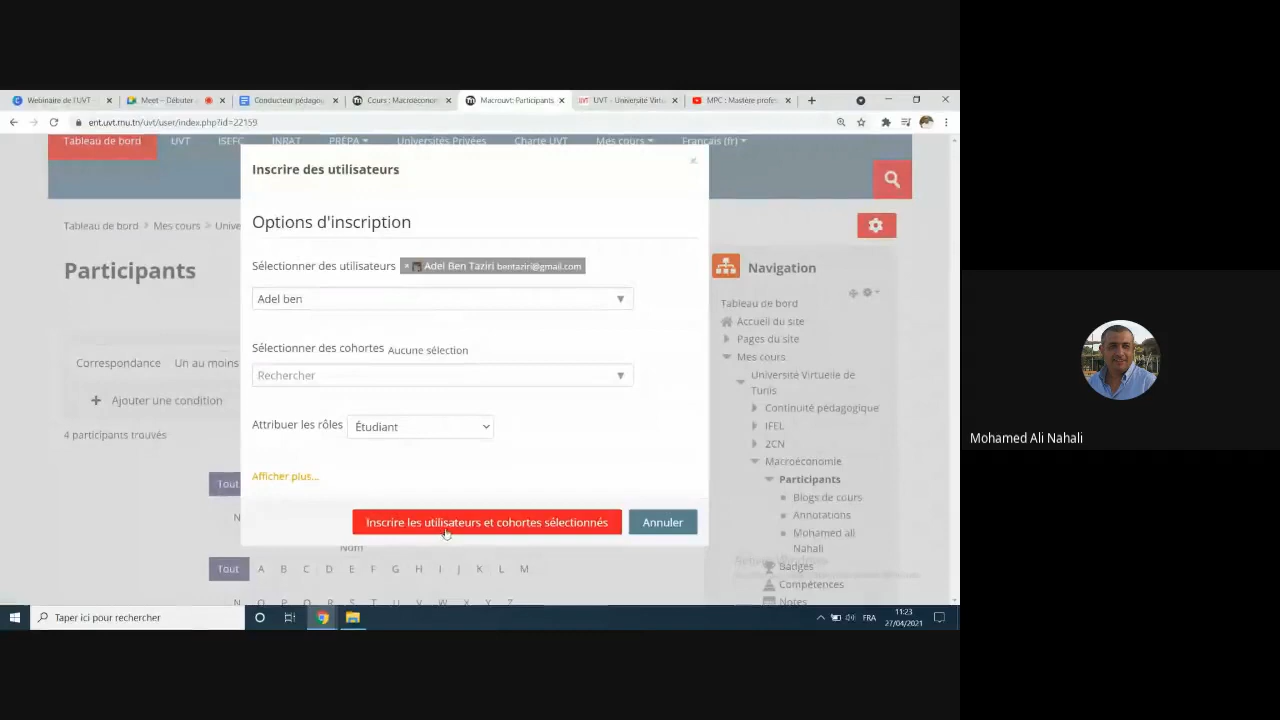 Webinaire de l'UVT
Meet – Débuter
Conducteur pédagog
Cours : Macroéconom
Macrouvt: Participants
UVT - Université Virtu
MPC : Mastère profes
ent.uvt.rnu.tn/uvt/user/index.php?id=22159
Tableau de bord UVT ISEFC INRAT PRÉPA Universités Privées Charte UVT Mes cours Français (fr)
Inscrire des utilisateurs
Options d'inscription
Sélectionner des utilisateurs × Adel Ben Taziri bentaziri@gmail.com
Adel ben
Sélectionner des cohortes Aucune sélection
Rechercher
Attribuer les rôles Étudiant
Afficher plus...
Inscrire les utilisateurs et cohortes sélectionnés Annuler
Tableau de bord > Mes cours > Unive
Participants
Correspondance Un au moins
+ Ajouter une condition
4 participants trouvés
Tout
N
Nom
Tout A B C D E F G H I J K L M
N O P Q R S T U V W X Y Z
Navigation
Tableau de bord
Accueil du site
Pages du site
Mes cours
Université Virtuelle de
Tunis
Continuité pédagogique
IFEL
2CN
Macroéconomie
Participants
Blogs de cours
Annotations
Mohamed ali
Nahali
Badges
Compétences
Notes
Taper ici pour rechercher
FRA
11:23
27/04/2021
Mohamed Ali Nahali